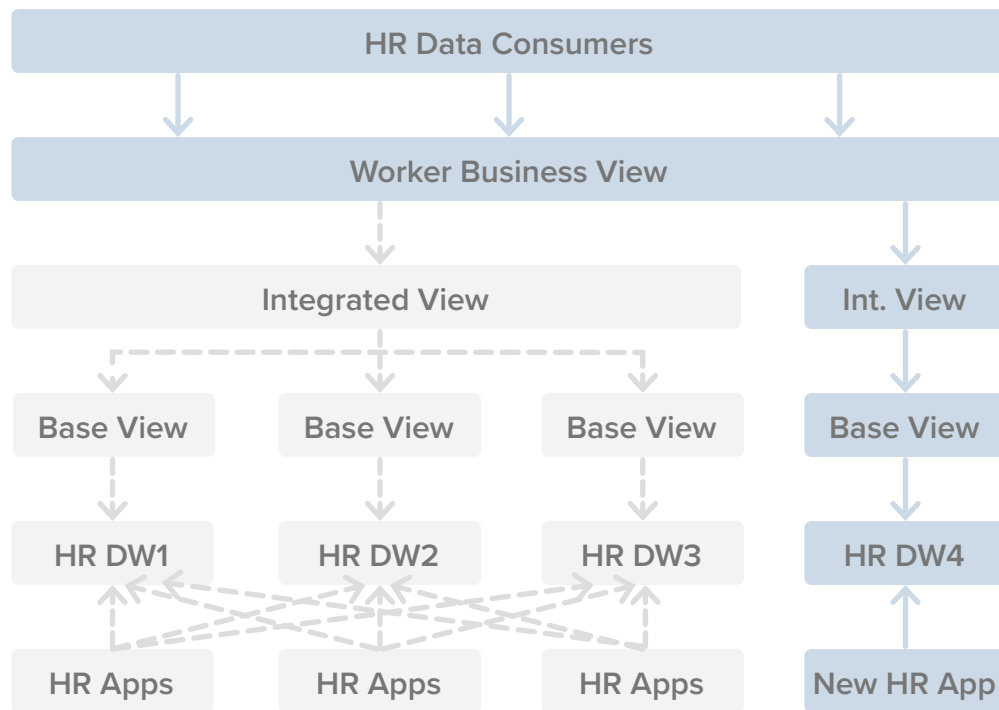 HR Data Consumers
Worker Business View
Integrated View
Int. View
Base View
Base View
Base View
Base View
HR DW1
HR DW2
HR DW3
HR DW4
HR Apps
HR Apps
HR Apps
New HR App